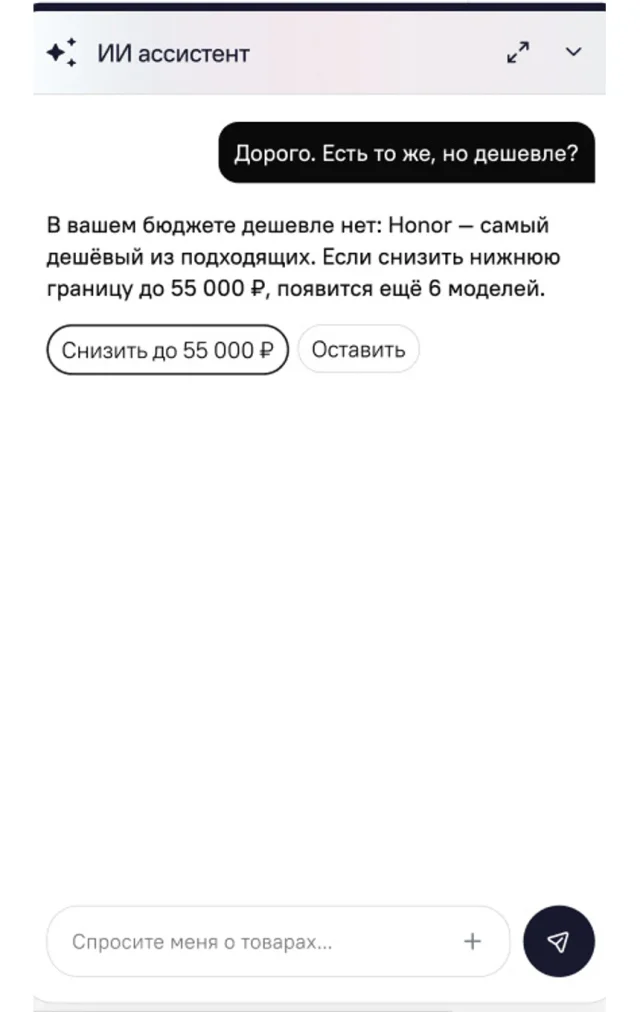 ИИ ассистент
Дорого. Есть то же, но дешевле?
В вашем бюджете дешевле нет: Honor — самый
дешёвый из подходящих. Если снизить нижнюю
границу до 55 000 ₽, появится ещё 6 моделей.
Снизить до 55 000 ₽
Оставить
Спросите меня о товарах...